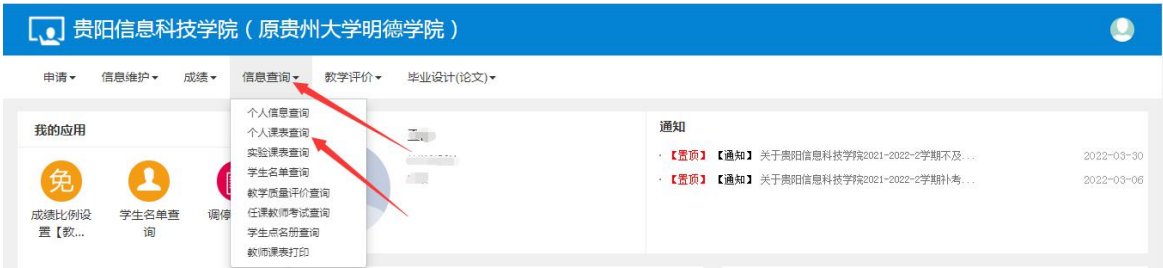 贵阳信息科技学院（原贵州大学明德学院）
申请 信息维护 成绩 信息查询 教学评价 毕业设计(论文)
我的应用
免
成绩比例设
置【教...
学生名单查
询
调停
个人信息查询
个人课表查询
实验课表查询
学生名单查询
教学质量评价查询
任课教师考试查询
学生点名册查询
教师课表打印
通知
· 【置顶】【通知】关于贵阳信息科技学院2021-2022-2学期不及... 2022-03-30
· 【置顶】【通知】关于贵阳信息科技学院2021-2022-2学期补考... 2022-03-06